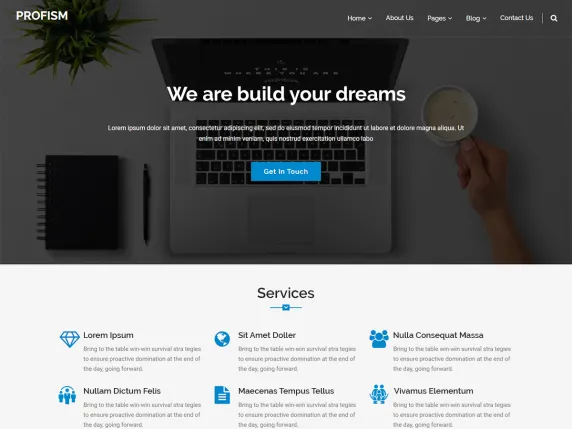 PROFISM
Home About Us Pages Blog Contact Us
THIS IS
WHERE YOU ARE
We are build your dreams
Lorem ipsum dolor sit amet, consectetur adipiscing elit, sed do eiusmod tempor incididunt ut labore et dolore magna aliqua. Ut
enim ad minim veniam, quis nostrud exercitation ullamco labo
Get In Touch
Services
Lorem Ipsum
Bring to the table win-win survival stra tegies
to ensure proactive domination at the end of
the day, going forward.
Sit Amet Doller
Bring to the table win-win survival stra tegies
to ensure proactive domination at the end of
the day, going forward.
Nulla Consequat Massa
Bring to the table win-win survival stra tegies
to ensure proactive domination at the end of
the day, going forward.
Nullam Dictum Felis
Bring to the table win-win survival stra tegies
to ensure proactive domination at the end of
the day, going forward.
Maecenas Tempus Tellus
Bring to the table win-win survival stra tegies
to ensure proactive domination at the end of
the day, going forward.
Vivamus Elementum
Bring to the table win-win survival stra tegies
to ensure proactive domination at the end of
the day, going forward.